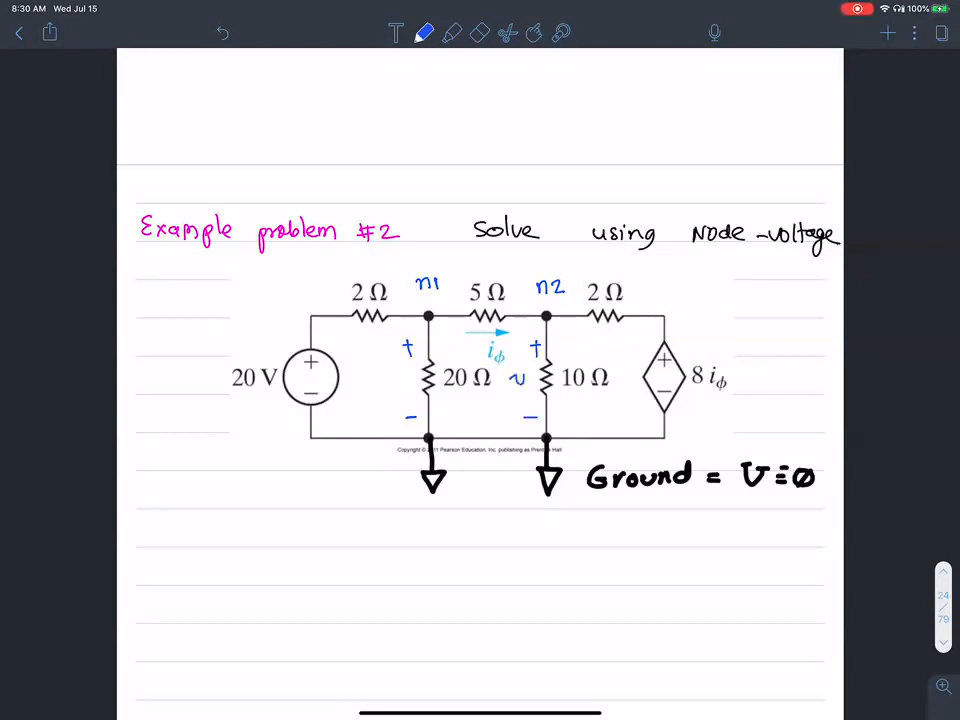 8:30 AM Wed Jul 15
100%
Example problem #2 Solve using Node-voltage
2 Ω n1 5 Ω n2 2 Ω
+ iϕ +
20 V + − 20 Ω v 10 Ω + − 8 iϕ
− −
Ground = V ≡ ∅
24
/
79